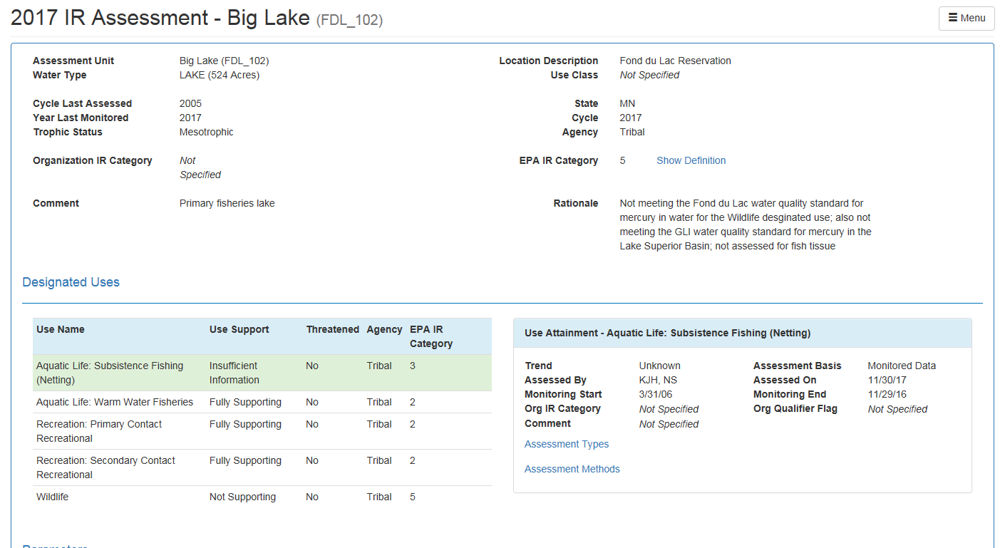 2017 IR Assessment - Big Lake (FDL_102)
Menu
Assessment Unit Big Lake (FDL_102)
Water Type LAKE (524 Acres)
Location Description Fond du Lac Reservation
Use Class Not Specified
Cycle Last Assessed 2005
Year Last Monitored 2017
Trophic Status Mesotrophic
State MN
Cycle 2017
Agency Tribal
Organization IR Category Not
Specified
EPA IR Category 5 Show Definition
Comment Primary fisheries lake
Rationale Not meeting the Fond du Lac water quality standard for
mercury in water for the Wildlife desginated use; also not
meeting the GLI water quality standard for mercury in the
Lake Superior Basin; not assessed for fish tissue
Designated Uses
Use Name Use Support Threatened Agency EPA IR
Category
Aquatic Life: Subsistence Fishing Insufficient No Tribal 3
(Netting) Information
Aquatic Life: Warm Water Fisheries Fully Supporting No Tribal 2
Recreation: Primary Contact Fully Supporting No Tribal 2
Recreational
Recreation: Secondary Contact Fully Supporting No Tribal 2
Recreational
Wildlife Not Supporting No Tribal 5
Use Attainment - Aquatic Life: Subsistence Fishing (Netting)
Trend Unknown Assessment Basis Monitored Data
Assessed By KJH, NS Assessed On 11/30/17
Monitoring Start 3/31/06 Monitoring End 11/29/16
Org IR Category Not Specified Org Qualifier Flag Not Specified
Comment Not Specified
Assessment Types
Assessment Methods